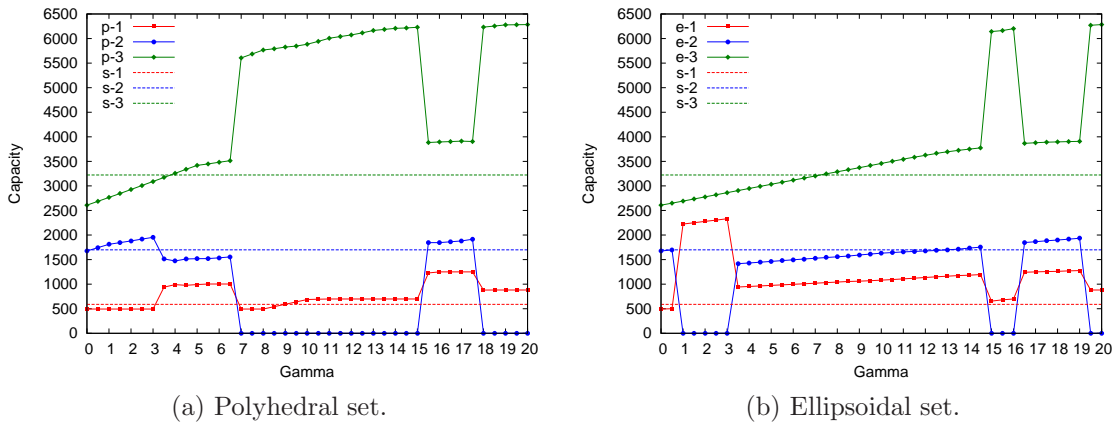 6500
6000
5500
5000
4500
4000
3500
3000
2500
2000
1500
1000
500
0
Capacity
p-1
p-2
p-3
s-1
s-2
s-3
0 1 2 3 4 5 6 7 8 9 10 11 12 13 14 15 16 17 18 19 20
Gamma
(a) Polyhedral set.
6500
6000
5500
5000
4500
4000
3500
3000
2500
2000
1500
1000
500
0
Capacity
e-1
e-2
e-3
s-1
s-2
s-3
0 1 2 3 4 5 6 7 8 9 10 11 12 13 14 15 16 17 18 19 20
Gamma
(b) Ellipsoidal set.